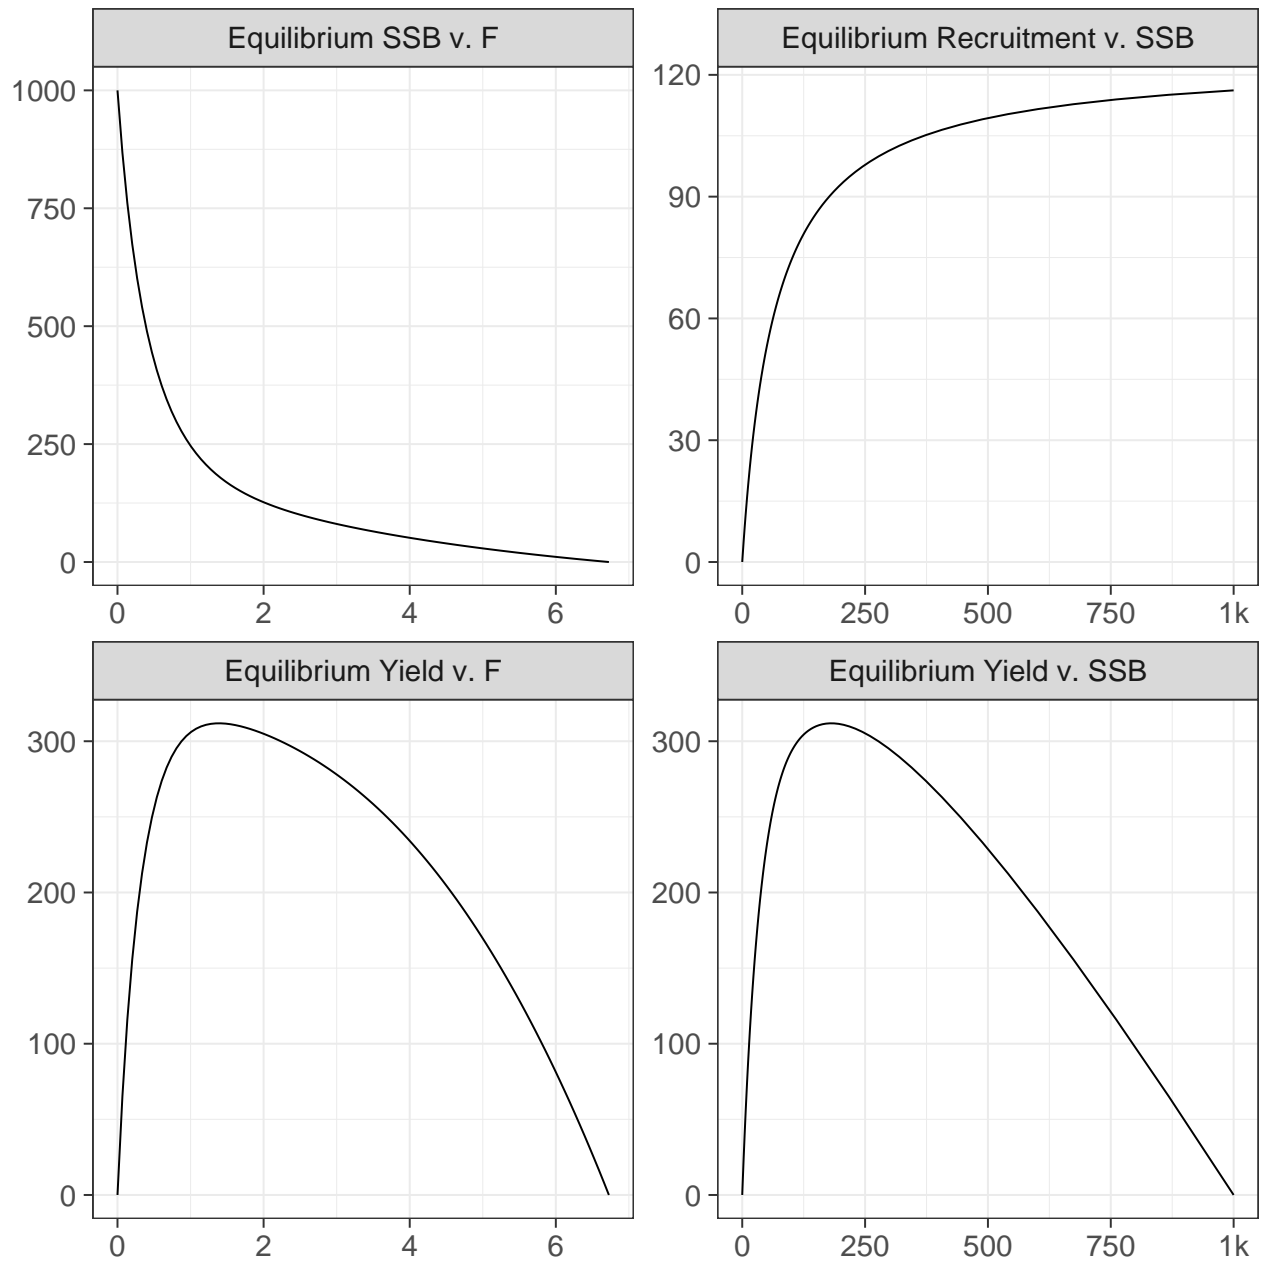 Equilibrium SSB v. F
1000
750
500
250
0
0 2 4 6
Equilibrium Recruitment v. SSB
120
90
60
30
0
0 250 500 750 1k
Equilibrium Yield v. F
300
200
100
0
0 2 4 6
Equilibrium Yield v. SSB
300
200
100
0
0 250 500 750 1k